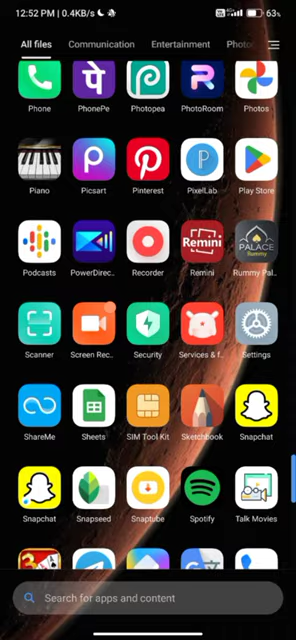 12:52 PM | 0.4KB/s
63%
All files Communication Entertainment Photo
Phone PhonePe Photopea PhotoRoom Photos
Piano Picsart Pinterest PixelLab Play Store
Remini PALACE Rummy
Podcasts PowerDirec.. Recorder Remini Rummy Pal..
Scanner Screen Rec.. Security Services & f.. Settings
ShareMe Sheets SIM Tool Kit Sketchbook Snapchat
Snapchat Snapseed Snaptube Spotify Talk Movies
Search for apps and content